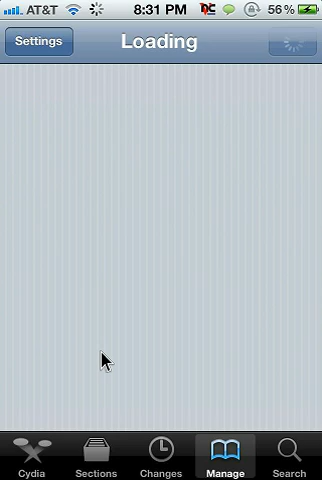 AT&T 8:31 PM 56%
Settings Loading
Cydia Sections Changes Manage Search